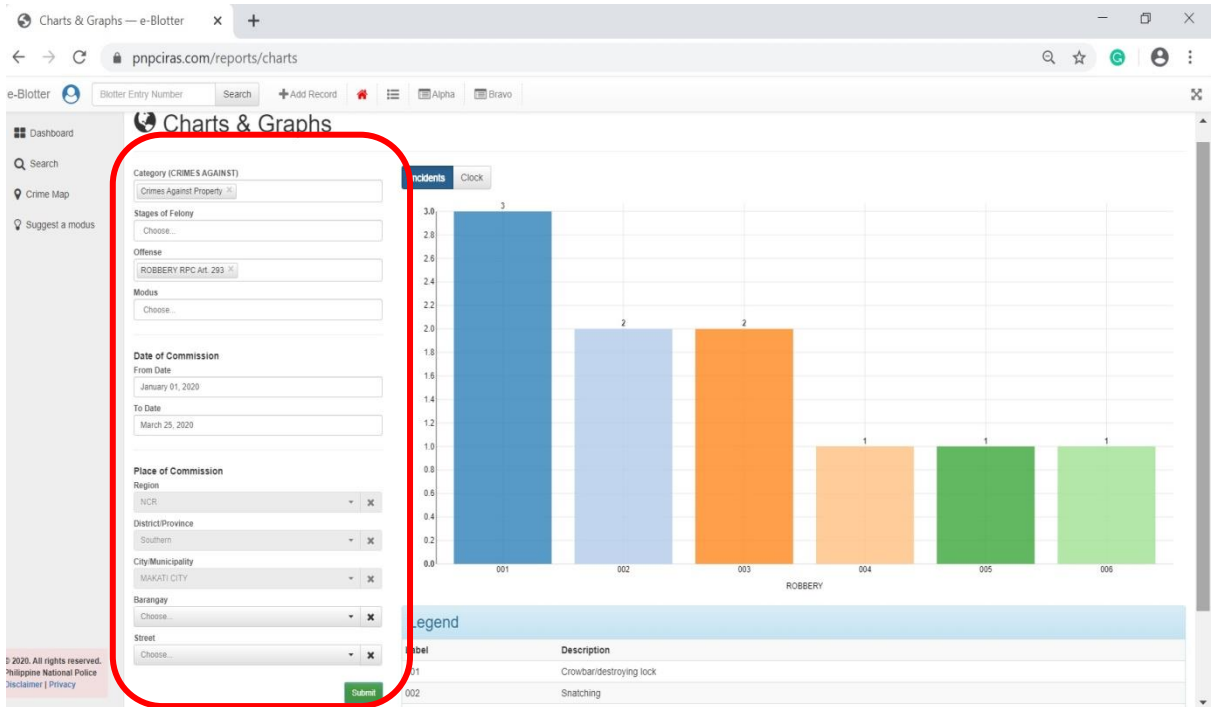 Charts & Graphs — e-Blotter
pnpciras.com/reports/charts
e-Blotter
Blotter Entry Number
Search
Add Record
Alpha
Bravo
Dashboard
Search
Crime Map
Suggest a modus
© 2020. All rights reserved.
Philippine National Police
Disclaimer | Privacy
Charts & Graphs
Category (CRIMES AGAINST)
Crimes Against Property ×
Stages of Felony
Choose...
Offense
ROBBERY RPC Art. 293 ×
Modus
Choose...
Date of Commission
From Date
January 01, 2020
To Date
March 25, 2020
Place of Commission
Region
NCR
District/Province
Southern
City/Municipality
MAKATI CITY
Barangay
Choose...
Street
Choose...
Submit
Incidents
Clock
3.0
2.8
2.6
2.4
2.2
2.0
1.8
1.6
1.4
1.2
1.0
0.8
0.6
0.4
0.2
0.0
3
2
2
1
1
1
001
002
003
004
005
006
ROBBERY
Legend
Label Description
001 Crowbar/destroying lock
002 Snatching